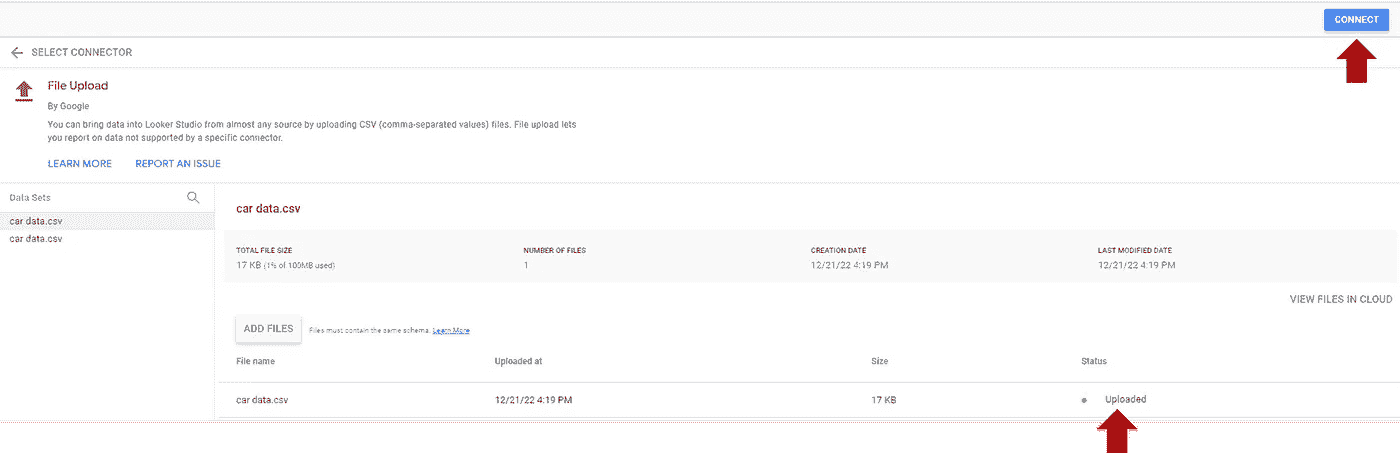 CONNECT
SELECT CONNECTOR
File Upload
By Google
You can bring data into Looker Studio from almost any source by uploading CSV (comma-separated values) files. File upload lets
you report on data not supported by a specific connector.
LEARN MORE REPORT AN ISSUE
Data Sets
car data.csv
car data.csv
car data.csv
TOTAL FILE SIZE NUMBER OF FILES CREATION DATE LAST MODIFIED DATE
17 KB (1% of 100MB used) 1 12/21/22 4:19 PM 12/21/22 4:19 PM
VIEW FILES IN CLOUD
ADD FILES Files must contain the same schema. Learn More
File name Uploaded at Size Status
car data.csv 12/21/22 4:19 PM 17 KB Uploaded